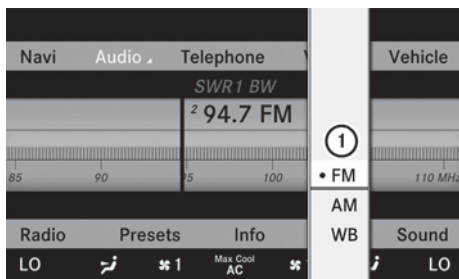 Navi Audio Telephone Vehicle
SWR1 BW
2 94.7 FM
1
85 90 95 100 110 MHz
• FM
AM
Radio Presets Info WB Sound
LO 1 Max Cool AC LO